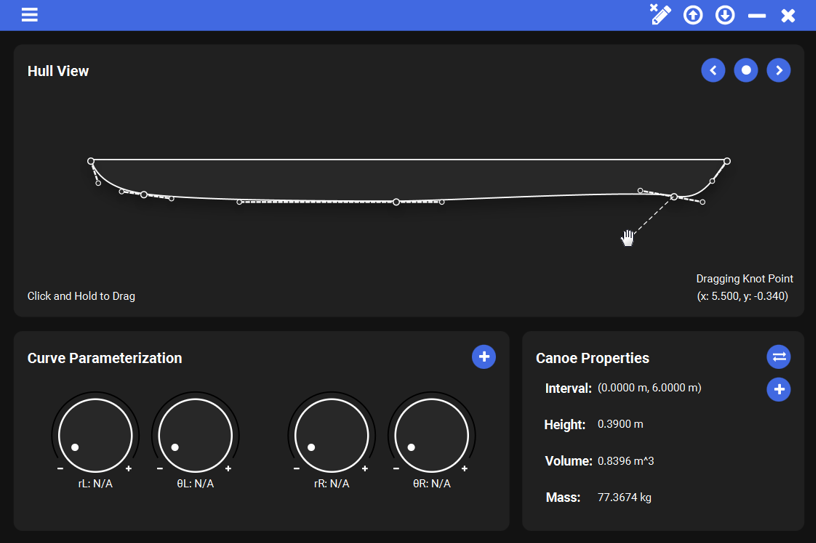 Hull View
Click and Hold to Drag
Dragging Knot Point
(x: 5.500, y: -0.340)
Curve Parameterization
− + − + − + − +
rL: N/A θL: N/A rR: N/A θR: N/A
Canoe Properties
Interval: (0.0000 m, 6.0000 m)
Height: 0.3900 m
Volume: 0.8396 m^3
Mass: 77.3674 kg